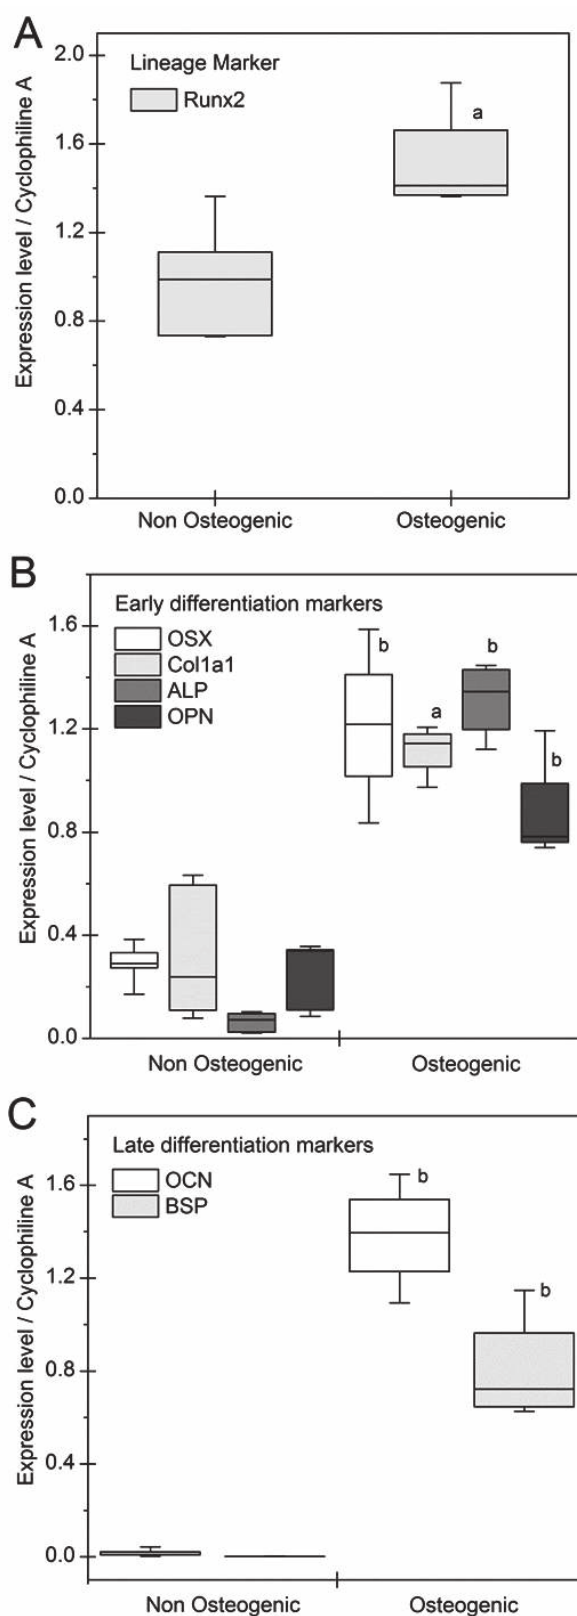 A
Expression level / Cyclophiline A
2.0
1.6
1.2
0.8
0.4
0.0
Lineage Marker
Runx2
a
Non Osteogenic
Osteogenic
B
Expression level / Cyclophiline A
1.6
1.2
0.8
0.4
0.0
Early differentiation markers
OSX
Col1a1
ALP
OPN
b
a
b
b
Non Osteogenic
Osteogenic
C
Expression level / Cyclophiline A
1.6
1.2
0.8
0.4
0.0
Late differentiation markers
OCN
BSP
b
b
Non Osteogenic
Osteogenic